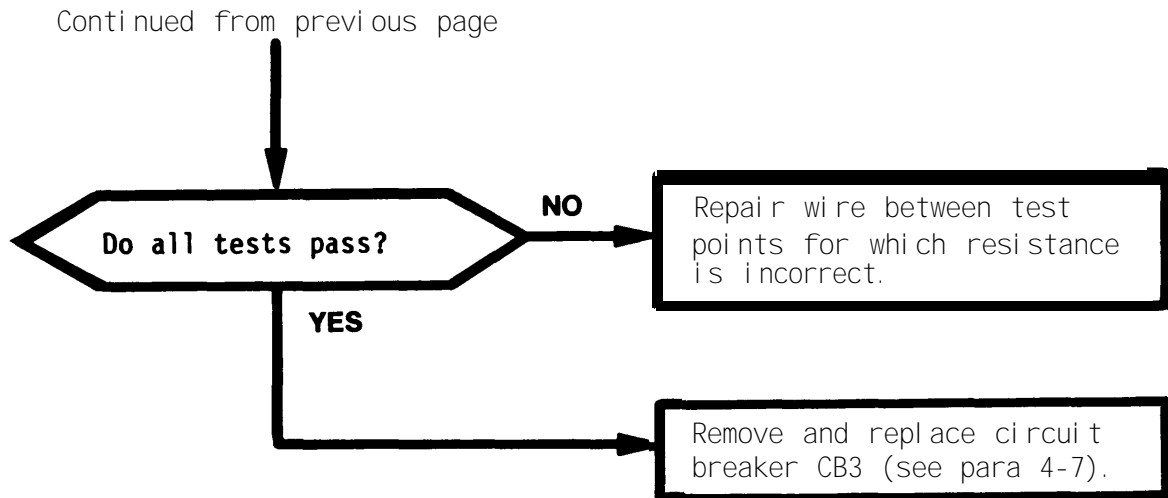 Continued from previous page
Do all tests pass?
NO
Repair wire between test
points for which resistance
is incorrect.
YES
Remove and replace circuit
breaker CB3 (see para 4-7).